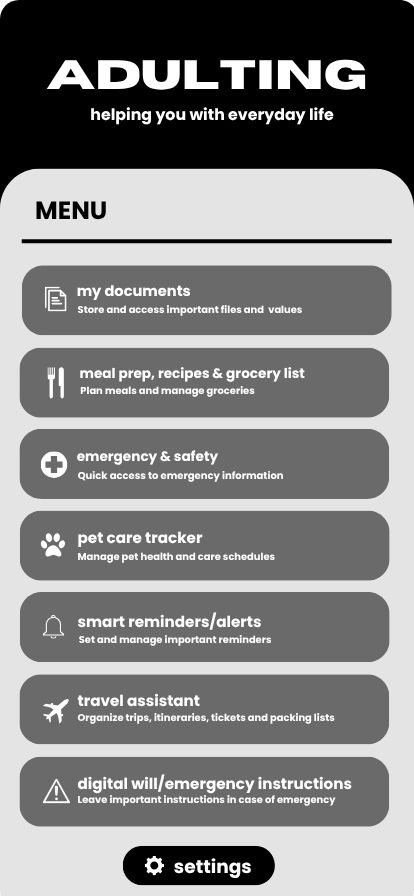 ADULTING
helping you with everyday life
MENU
my documents
Store and access important files and  values
meal prep, recipes & grocery list
Plan meals and manage groceries
emergency & safety
Quick access to emergency information
pet care tracker
Manage pet health and care schedules
smart reminders/alerts
Set and manage important reminders
travel assistant
Organize trips, itineraries, tickets and packing lists
digital will/emergency instructions
Leave important instructions in case of emergency
settings